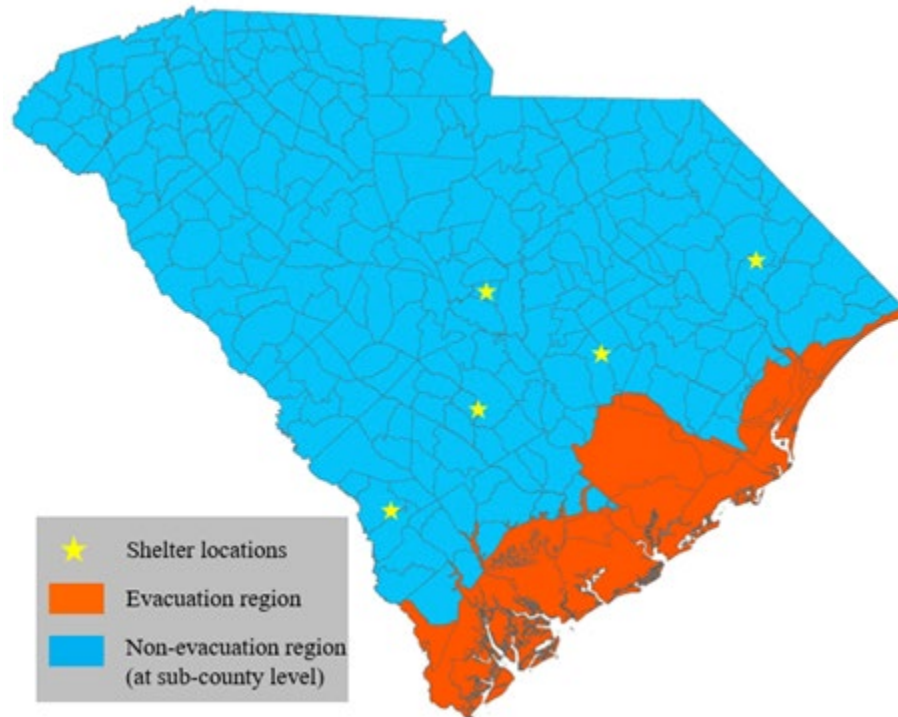 Shelter locations
Evacuation region
Non-evacuation region
(at sub-county level)